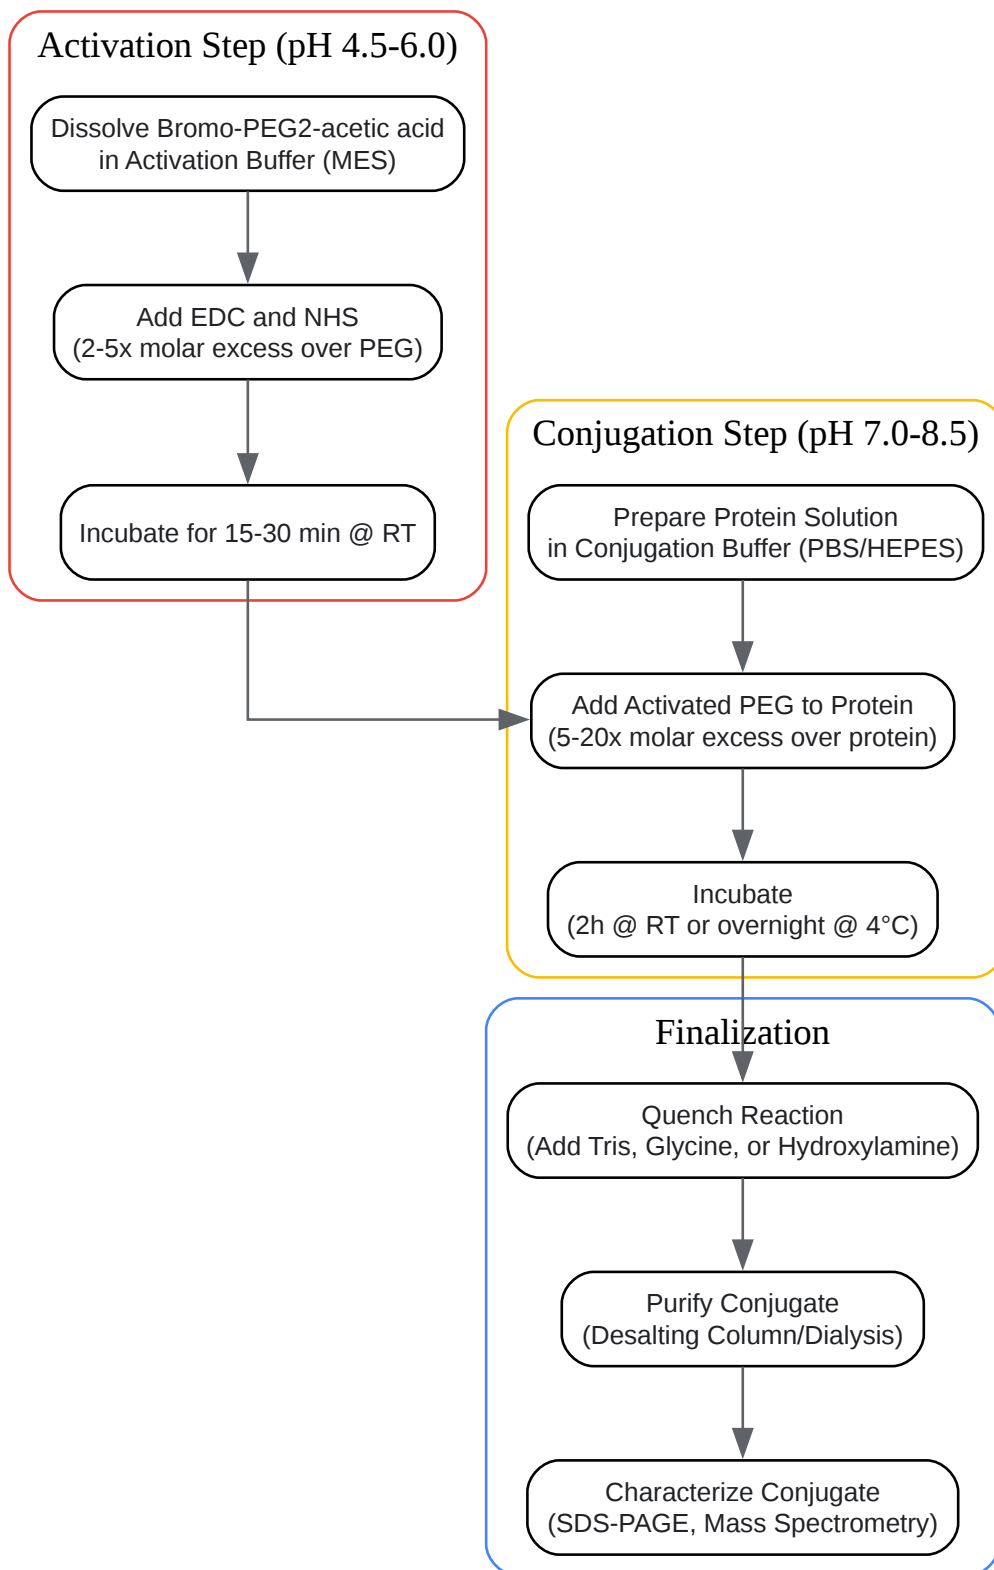 Activation Step (pH 4.5-6.0)
Dissolve Bromo-PEG2-acetic acid
in Activation Buffer (MES)
Add EDC and NHS
(2-5x molar excess over PEG)
Incubate for 15-30 min @ RT
Conjugation Step (pH 7.0-8.5)
Prepare Protein Solution
in Conjugation Buffer (PBS/HEPES)
Add Activated PEG to Protein
(5-20x molar excess over protein)
Incubate
(2h @ RT or overnight @ 4°C)
Finalization
Quench Reaction
(Add Tris, Glycine, or Hydroxylamine)
Purify Conjugate
(Desalting Column/Dialysis)
Characterize Conjugate
(SDS-PAGE, Mass Spectrometry)